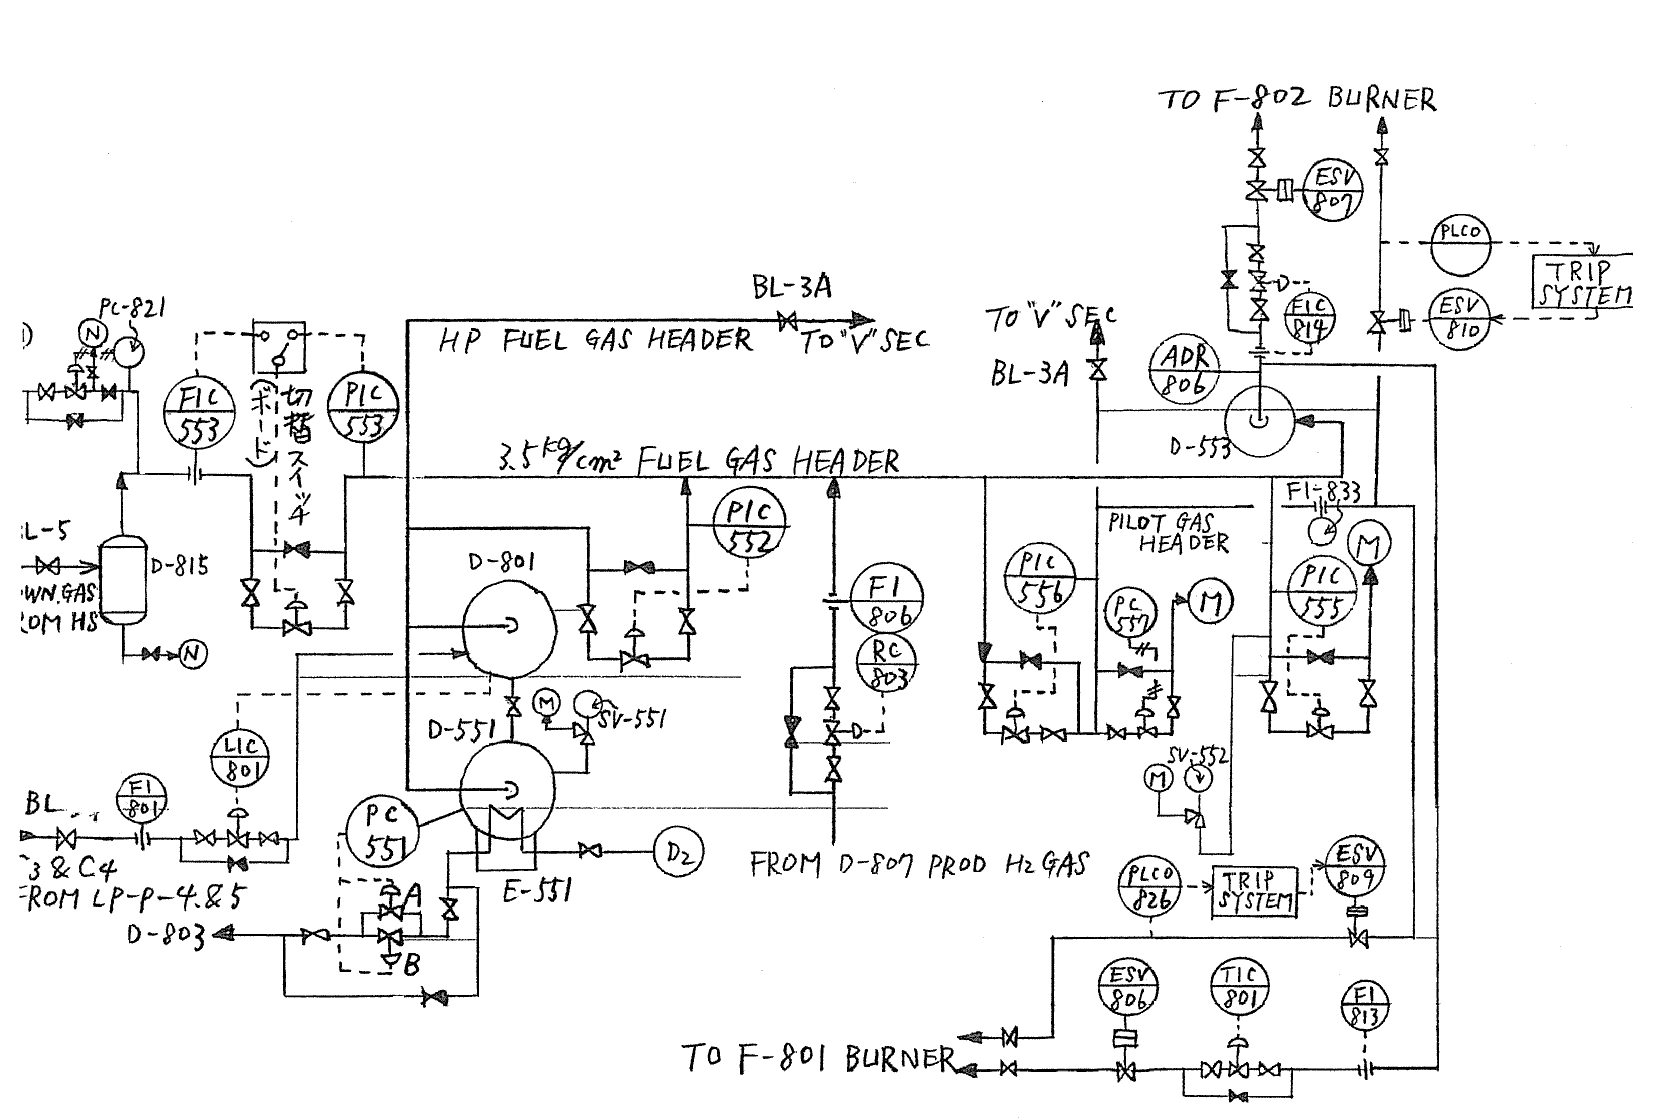 TO F-802 BURNER
ESV
807
PLCO
TRIP
SYSTEM
ESV
810
FIC
814
ADR
806
D-553
BL-3A
HP FUEL GAS HEADER
TO "V" SEC
TO "V" SEC
BL-3A
PC-821
N
FIC
553
PIC
553
切替スイッチ
(ボード)
3.5 kg/cm² FUEL GAS HEADER
L-5
D-815
WN.GAS
OM HS
N
D-801
PIC
552
FI
806
RC
803
PIC
556
PILOT GAS
HEADER
PC
557
M
FI-833
M
PIC
555
D-551
M
SV-551
LIC
801
BL
FI
801
3 & C4
FROM LP-P-4.&5
D-803
PC
551
A
B
E-551
D2
FROM D-807 PROD H2 GAS
SV-552
M
PLCO
826
TRIP
SYSTEM
ESV
809
ESV
806
TIC
801
FI
813
TO F-801 BURNER